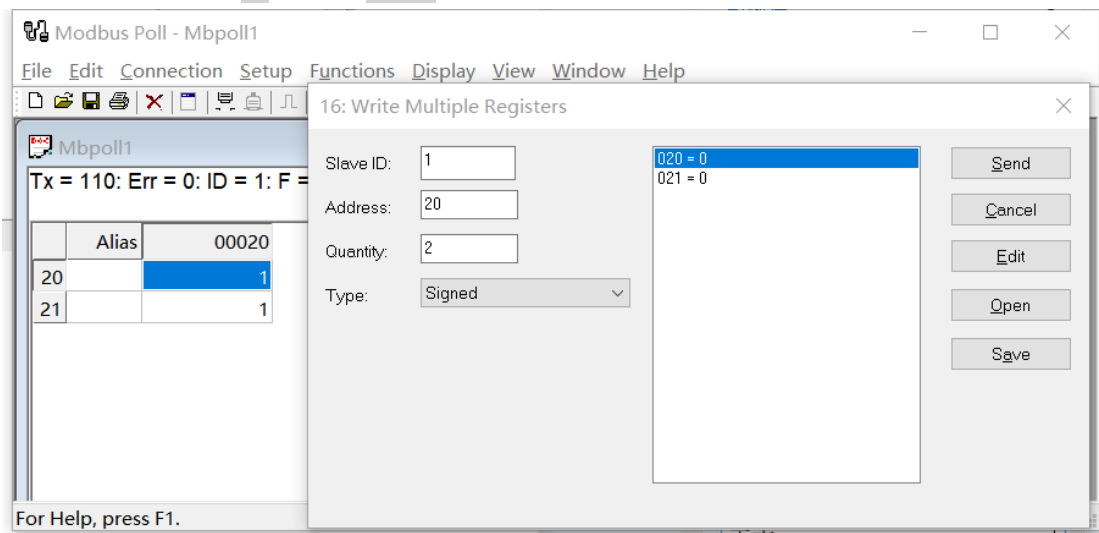 Modbus Poll - Mbpoll1
File Edit Connection Setup Functions Display View Window Help
16: Write Multiple Registers
Mbpoll1
Tx = 110: Err = 0: ID = 1: F =
Alias 00020
20 1
21 1
Slave ID: 1
Address: 20
Quantity: 2
Type: Signed
020 = 0
021 = 0
Send
Cancel
Edit
Open
Save
For Help, press F1.